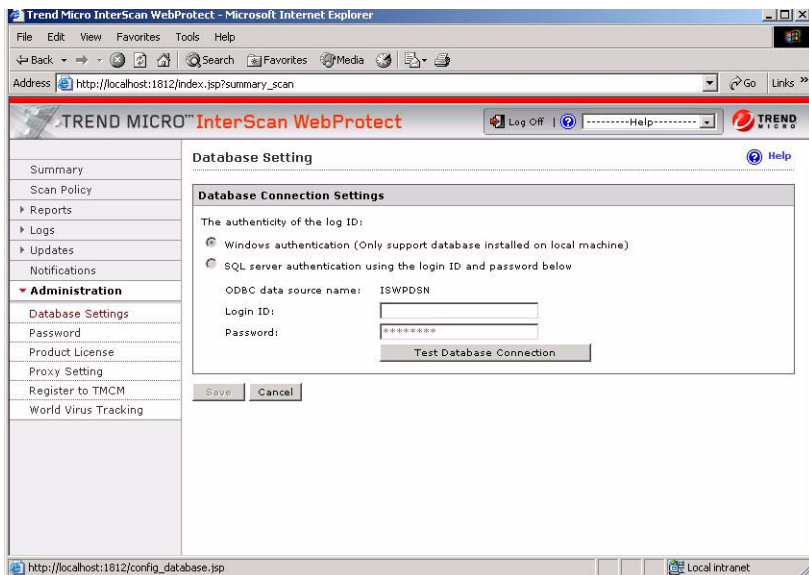 Trend Micro InterScan WebProtect - Microsoft Internet Explorer
File Edit View Favorites Tools Help
Back Search Favorites Media
Address http://localhost:1812/index.jsp?summary_scan Go Links »
TREND MICRO™ InterScan WebProtect Log Off | ---------Help--------- TREND MICRO
Database Setting Help
Summary
Scan Policy
Reports
Logs
Updates
Notifications
Administration
Database Settings
Password
Product License
Proxy Setting
Register to TMCM
World Virus Tracking
Database Connection Settings
The authenticity of the log ID:
Windows authentication (Only support database installed on local machine)
SQL server authentication using the login ID and password below
ODBC data source name: ISWPDSN
Login ID:
Password: ********
Test Database Connection
Save Cancel
http://localhost:1812/config_database.jsp Local intranet